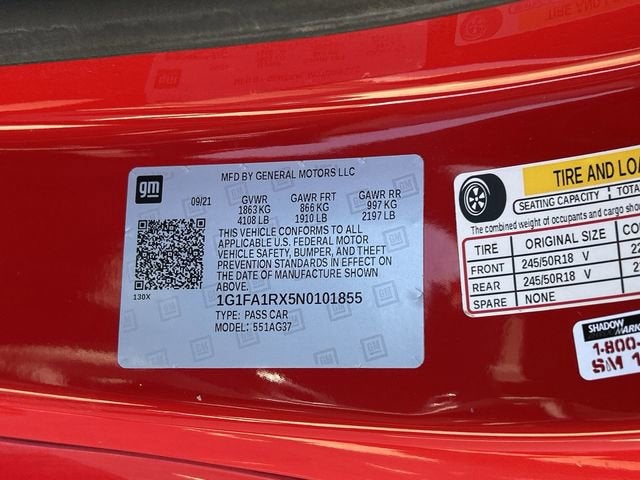 MFD BY GENERAL MOTORS LLC
gm
09/21
GVWR GAWR FRT GAWR RR
1863 KG 866 KG 997 KG
4108 LB 1910 LB 2197 LB
THIS VEHICLE CONFORMS TO ALL
APPLICABLE U.S. FEDERAL MOTOR
VEHICLE SAFETY, BUMPER, AND THEFT
PREVENTION STANDARDS IN EFFECT ON
THE DATE OF MANUFACTURE SHOWN
ABOVE.
130X
1G1FA1RX5N0101855
TYPE: PASS CAR
MODEL: 551AG37
TIRE AND LOA
SEATING CAPACITY TOTA
The combined weight of occupants and cargo shou
TIRE ORIGINAL SIZE CO
FRONT 245/50R18 V
REAR 245/50R18 V
SPARE NONE
SHADOW
MARK
1-800-
SM 1